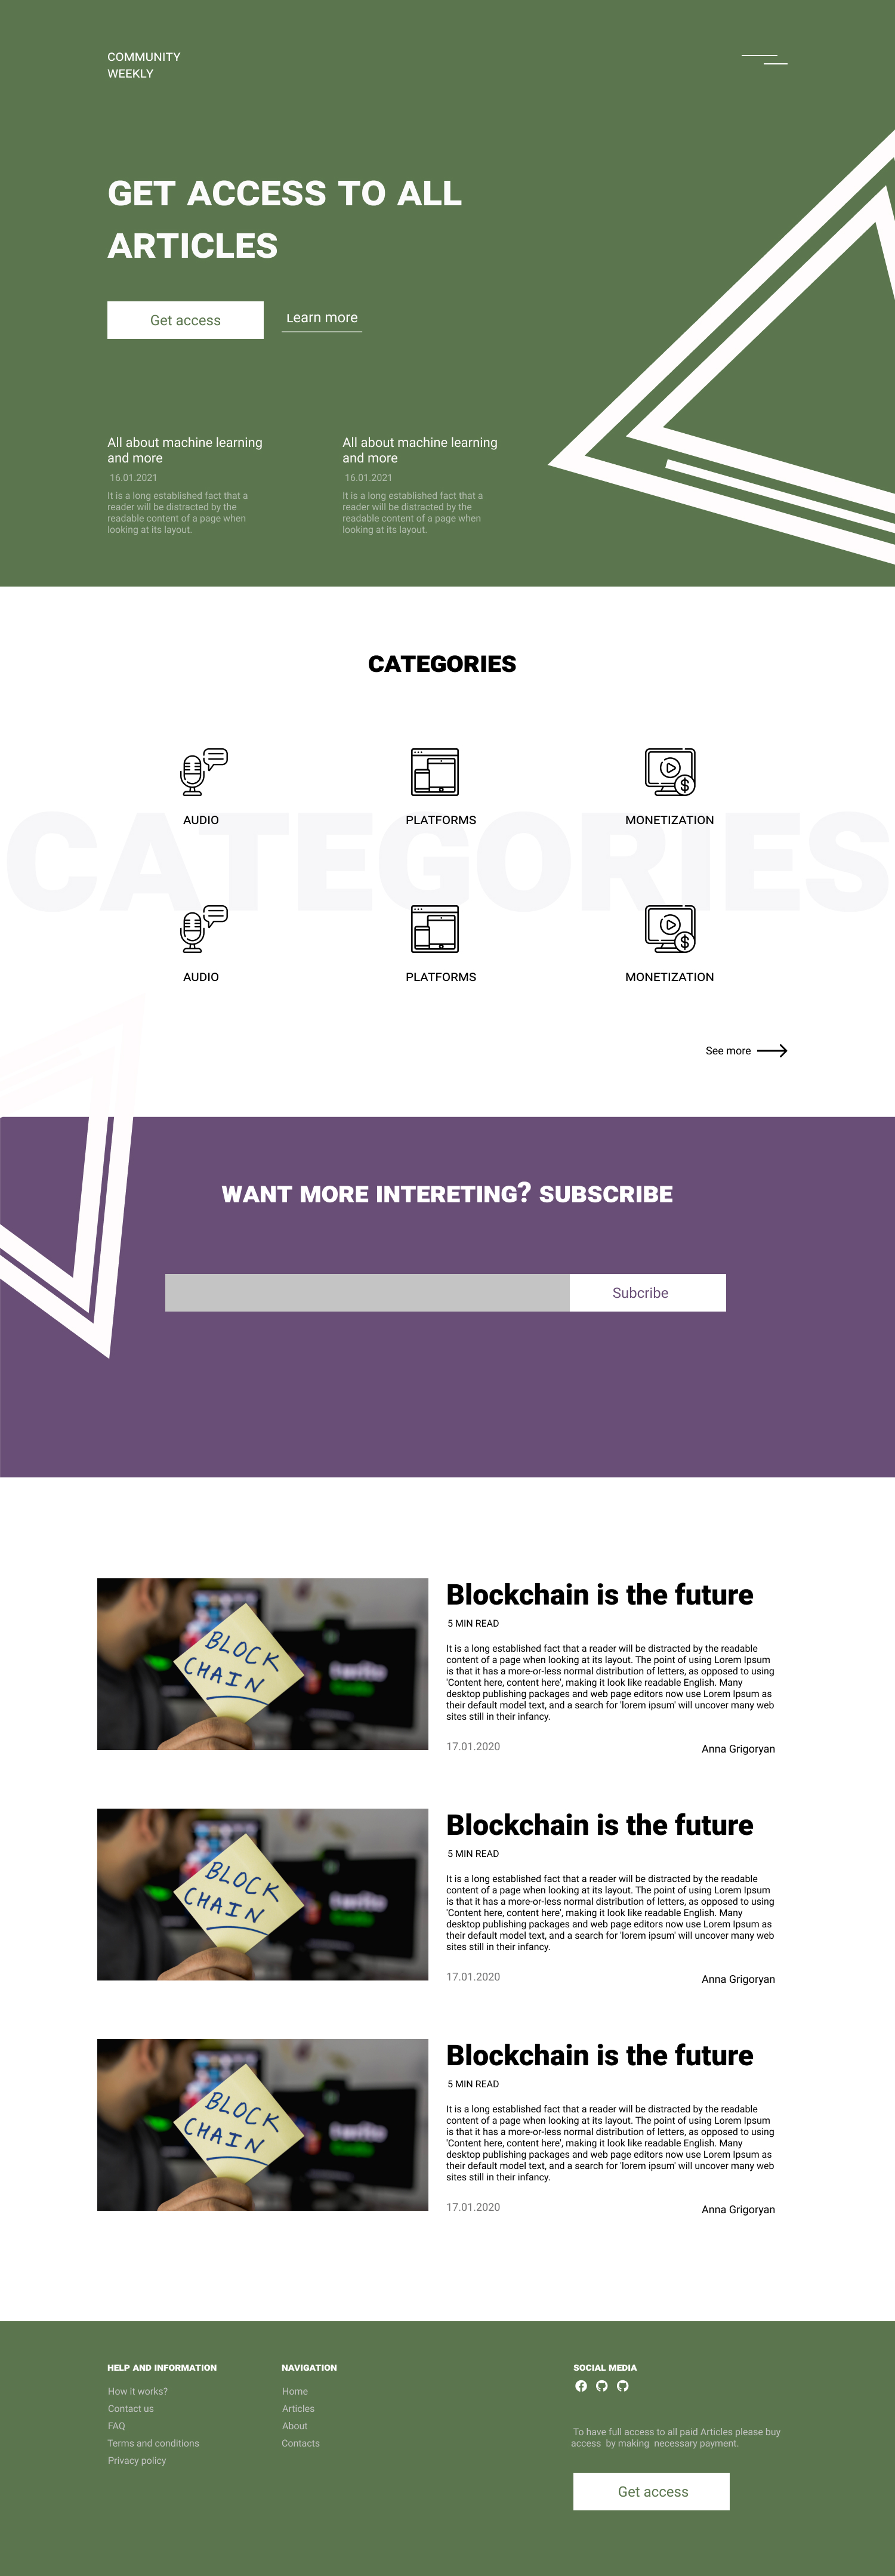 COMMUNITY
WEEKLY
GET ACCESS TO ALL
ARTICLES
Get access
Learn more
All about machine learning
and more
16.01.2021
It is a long established fact that a
reader will be distracted by the
readable content of a page when
looking at its layout.
All about machine learning
and more
16.01.2021
It is a long established fact that a
reader will be distracted by the
readable content of a page when
looking at its layout.
CATEGORIES
AUDIO
PLATFORMS
MONETIZATION
CATEGORIES
AUDIO
PLATFORMS
MONETIZATION
See more
WANT MORE INTERETING? SUBSCRIBE
Subcribe
BLOCK
CHAIN
Blockchain is the future
5 MIN READ
It is a long established fact that a reader will be distracted by the readable
content of a page when looking at its layout. The point of using Lorem Ipsum
is that it has a more-or-less normal distribution of letters, as opposed to using
'Content here, content here', making it look like readable English. Many
desktop publishing packages and web page editors now use Lorem Ipsum as
their default model text, and a search for 'lorem ipsum' will uncover many web
sites still in their infancy.
17.01.2020
Anna Grigoryan
BLOCK
CHAIN
Blockchain is the future
5 MIN READ
It is a long established fact that a reader will be distracted by the readable
content of a page when looking at its layout. The point of using Lorem Ipsum
is that it has a more-or-less normal distribution of letters, as opposed to using
'Content here, content here', making it look like readable English. Many
desktop publishing packages and web page editors now use Lorem Ipsum as
their default model text, and a search for 'lorem ipsum' will uncover many web
sites still in their infancy.
17.01.2020
Anna Grigoryan
BLOCK
CHAIN
Blockchain is the future
5 MIN READ
It is a long established fact that a reader will be distracted by the readable
content of a page when looking at its layout. The point of using Lorem Ipsum
is that it has a more-or-less normal distribution of letters, as opposed to using
'Content here, content here', making it look like readable English. Many
desktop publishing packages and web page editors now use Lorem Ipsum as
their default model text, and a search for 'lorem ipsum' will uncover many web
sites still in their infancy.
17.01.2020
Anna Grigoryan
HELP AND INFORMATION
How it works?
Contact us
FAQ
Terms and conditions
Privacy policy
NAVIGATION
Home
Articles
About
Contacts
SOCIAL MEDIA
To have full access to all paid Articles please buy
access by making necessary payment.
Get access